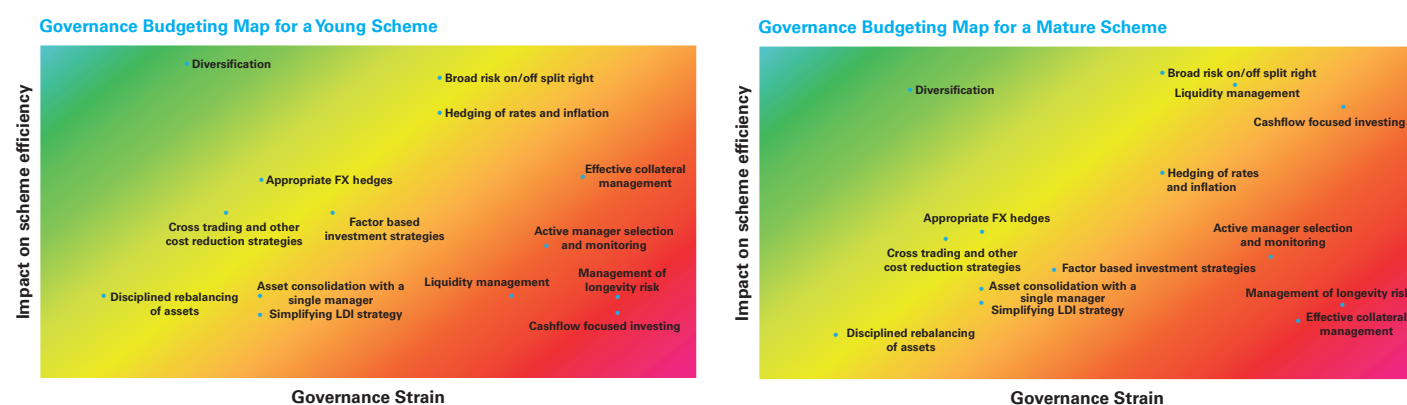 Governance Budgeting Map for a Young Scheme
Impact on scheme efficiency
Diversification
Broad risk on/off split right
Hedging of rates and inflation
Appropriate FX hedges
Effective collateral
management
Cross trading and other
cost reduction strategies
Factor based
investment strategies
Active manager selection
and monitoring
Disciplined rebalancing
of assets
Asset consolidation with a
single manager
Simplifying LDI strategy
Liquidity management
Management of
longevity risk
Cashflow focused investing
Governance Strain
Governance Budgeting Map for a Mature Scheme
Impact on scheme efficiency
Diversification
Broad risk on/off split right
Liquidity management
Cashflow focused investing
Hedging of rates
and inflation
Appropriate FX hedges
Cross trading and other
cost reduction strategies
Active manager selection
and monitoring
Factor based investment strategies
Asset consolidation with a
single manager
Simplifying LDI strategy
Management of longevity risk
Effective collateral
management
Disciplined rebalancing
of assets
Governance Strain